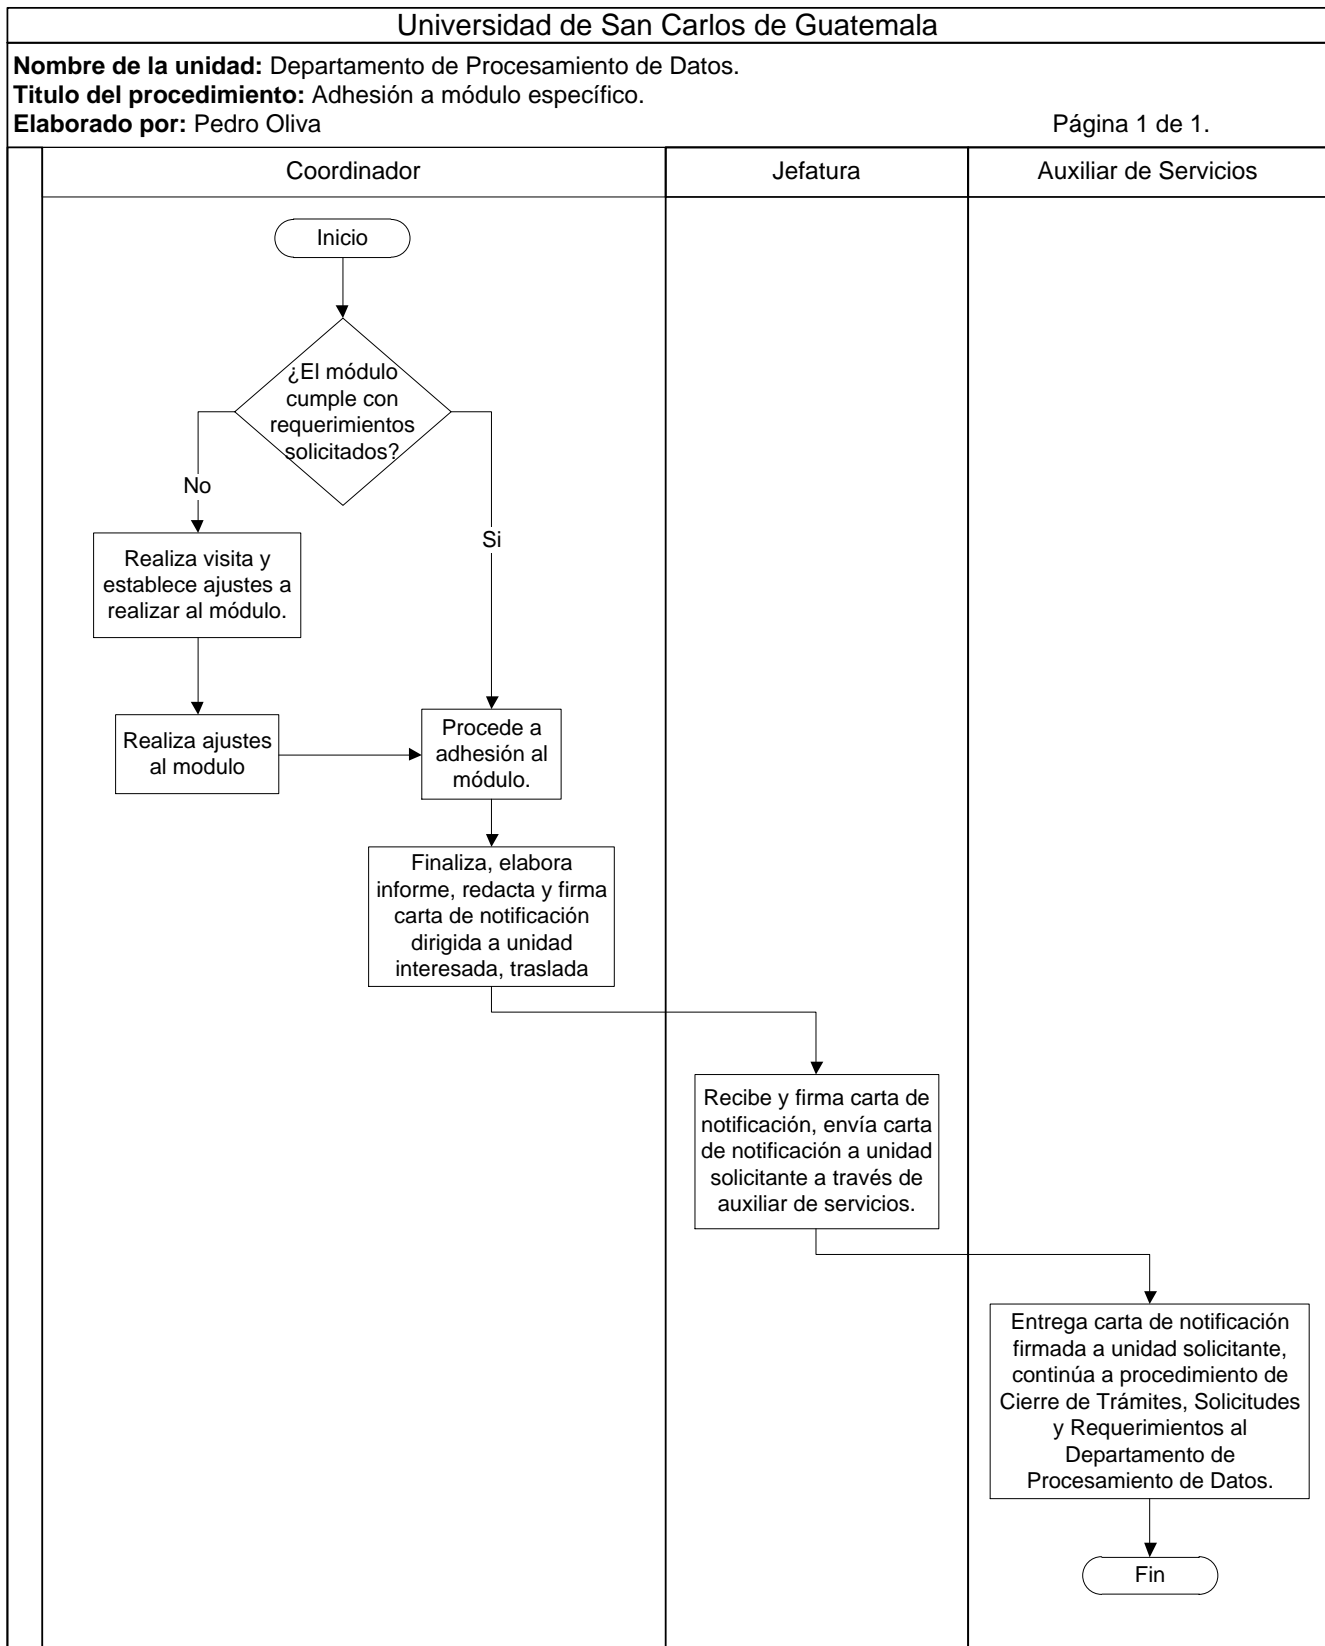 Universidad de San Carlos de Guatemala
Nombre de la unidad: Departamento de Procesamiento de Datos.
Titulo del procedimiento: Adhesión a módulo específico.
Elaborado por: Pedro Oliva
Página 1 de 1.
Coordinador
Jefatura
Auxiliar de Servicios
Inicio
¿El módulo
cumple con
requerimientos
solicitados?
No
Si
Realiza visita y
establece ajustes a
realizar al módulo.
Realiza ajustes
al modulo
Procede a
adhesión al
módulo.
Finaliza, elabora
informe, redacta y firma
carta de notificación
dirigida a unidad
interesada, traslada
Recibe y firma carta de
notificación, envía carta
de notificación a unidad
solicitante a través de
auxiliar de servicios.
Entrega carta de notificación
firmada a unidad solicitante,
continúa a procedimiento de
Cierre de Trámites, Solicitudes
y Requerimientos al
Departamento de
Procesamiento de Datos.
Fin